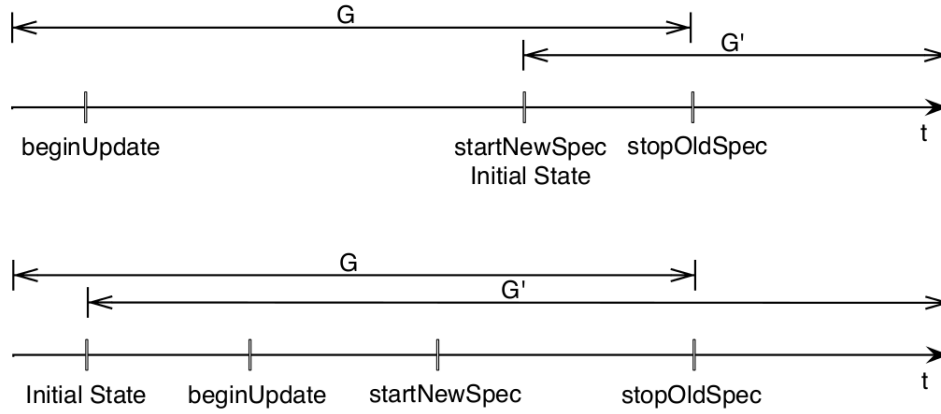 G
G'
t
beginUpdate
startNewSpec
Initial State
stopOldSpec
G
G'
t
Initial State
beginUpdate
startNewSpec
stopOldSpec